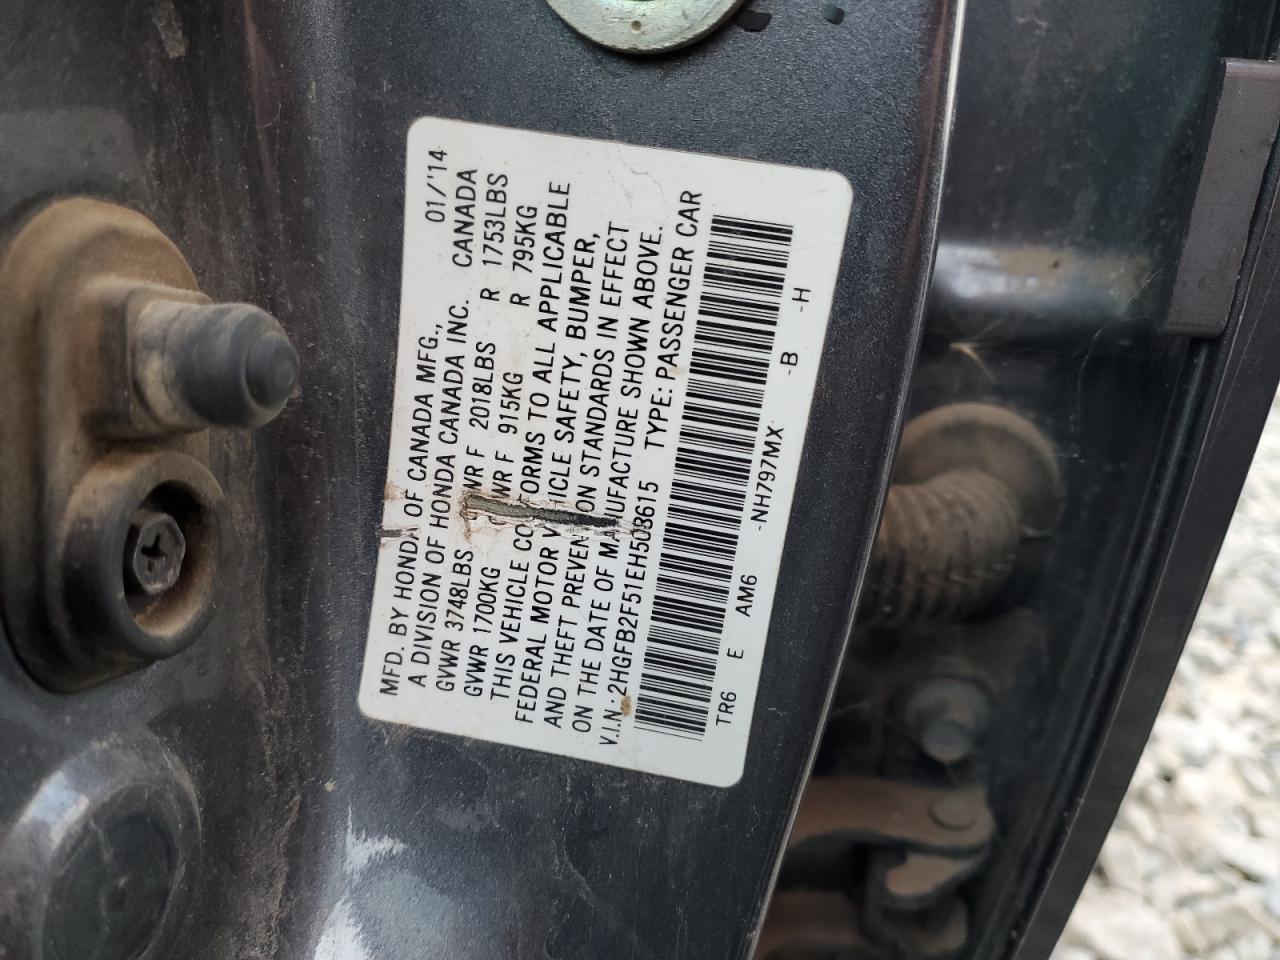 MFD. BY HONDA OF CANADA MFG., 01/'14
A DIVISION OF HONDA CANADA INC. CANADA
GVWR 3748LBS GAWR F 2018LBS R 1753LBS
GVWR 1700KG GAWR F 915KG R 795KG
THIS VEHICLE CONFORMS TO ALL APPLICABLE
FEDERAL MOTOR VEHICLE SAFETY, BUMPER,
AND THEFT PREVENTION STANDARDS IN EFFECT
ON THE DATE OF MANUFACTURE SHOWN ABOVE.
V.I.N.: 2HGFB2F51EH503615 TYPE: PASSENGER CAR
TR6 E AM6 -NH797MX -B -H